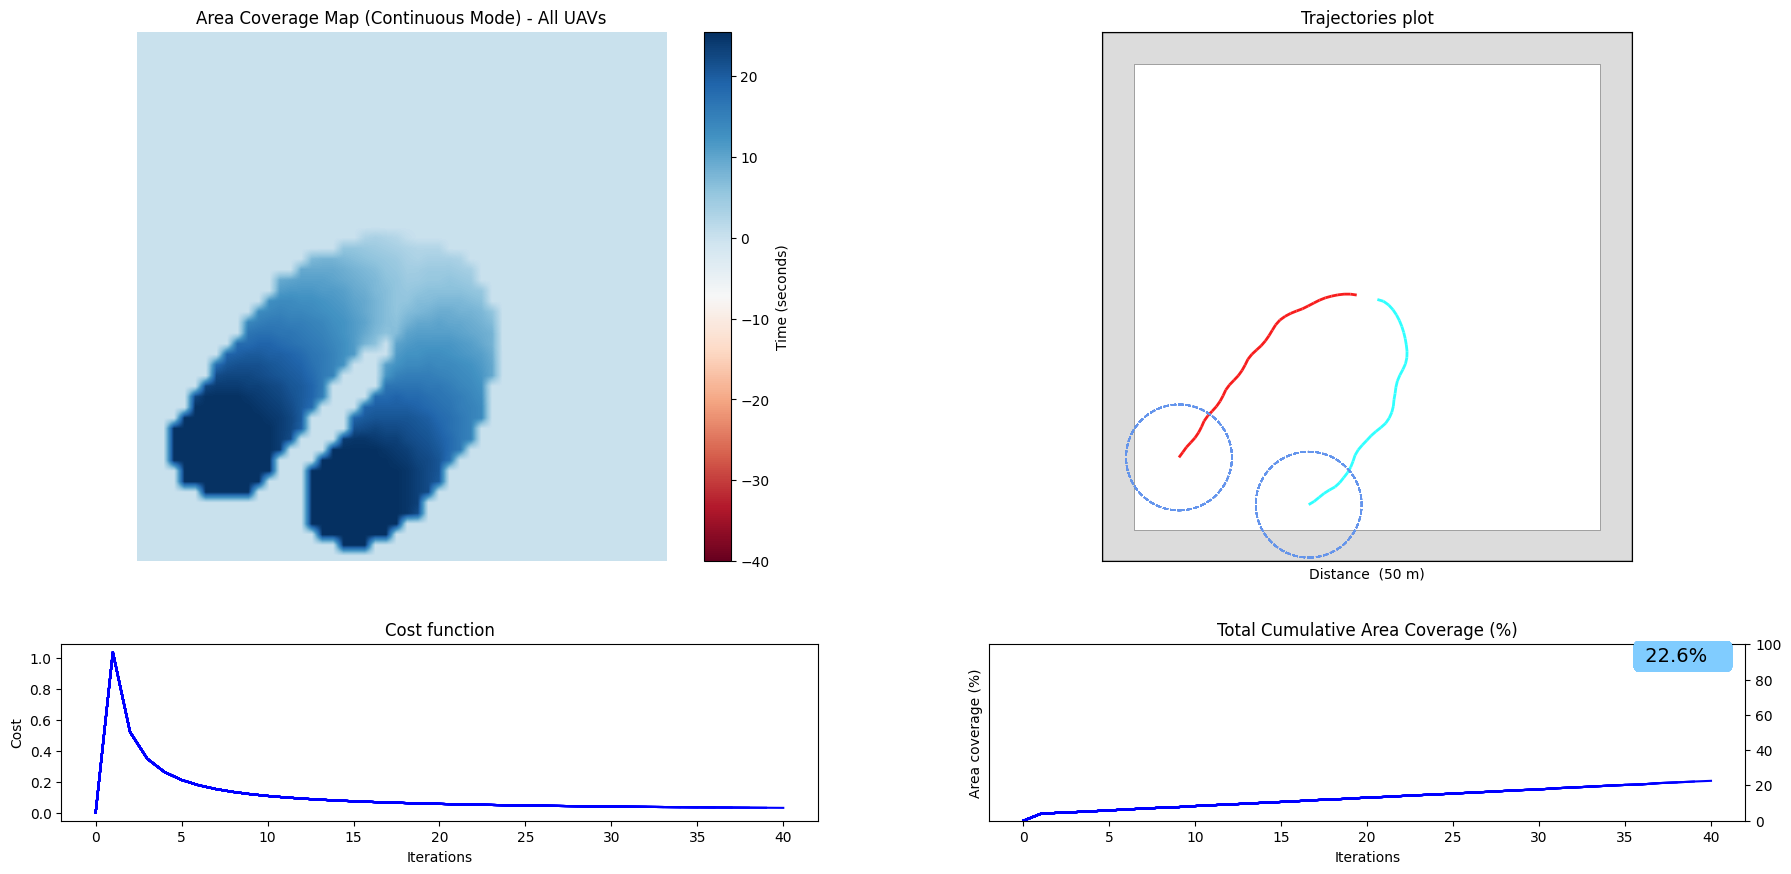 Area Coverage Map (Continuous Mode) - All UAVs
20
10
0
−10
−20
−30
−40
Time (seconds)
Trajectories plot
Distance  (50 m)
Cost function
1.0
0.8
0.6
0.4
0.2
0.0
Cost
0 5 10 15 20 25 30 35 40
Iterations
Total Cumulative Area Coverage (%)
22.6%
Area coverage (%)
100
80
60
40
20
0
0 5 10 15 20 25 30 35 40
Iterations